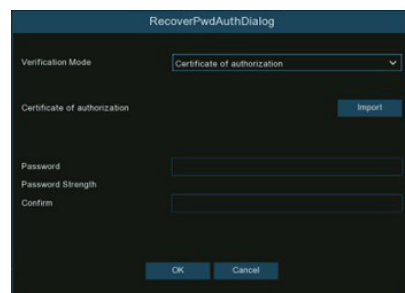 RecoverPwdAuthDialog
Verification Mode
Certificate of authorization
Certificate of authorization
Import
Password
Password Strength
Confirm
OK
Cancel